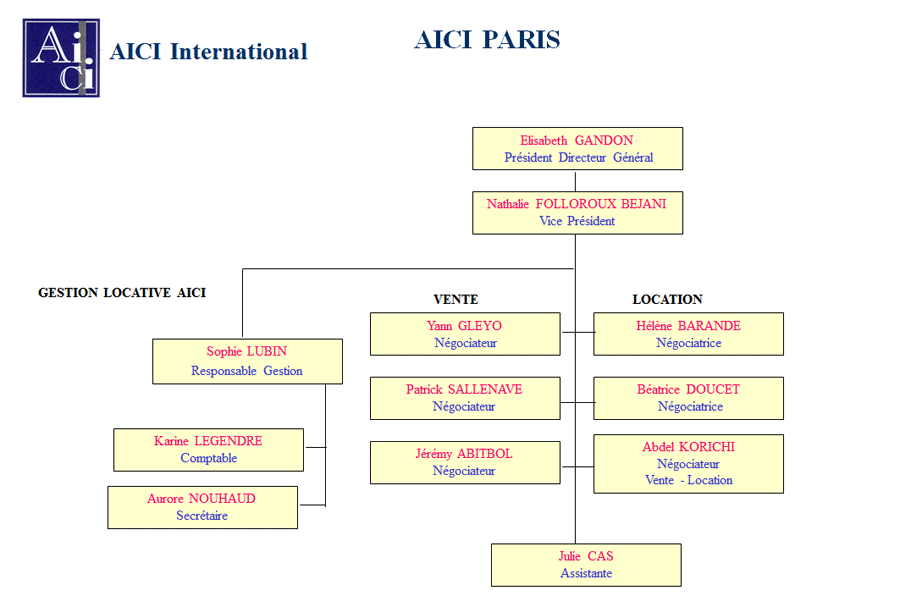 Ai
Ci
AICI International
AICI PARIS
Elisabeth GANDON
Président Directeur Général
Nathalie FOLLOROUX BEJANI
Vice Président
GESTION LOCATIVE AICI
Sophie LUBIN
Responsable Gestion
Karine LEGENDRE
Comptable
Aurore NOUHAUD
Secrétaire
VENTE
Yann GLEYO
Négociateur
Patrick SALLENAVE
Négociateur
Jérémy ABITBOL
Négociateur
LOCATION
Hélène BARANDE
Négociatrice
Béatrice DOUCET
Négociatrice
Abdel KORICHI
Négociateur
Vente - Location
Julie CAS
Assistante